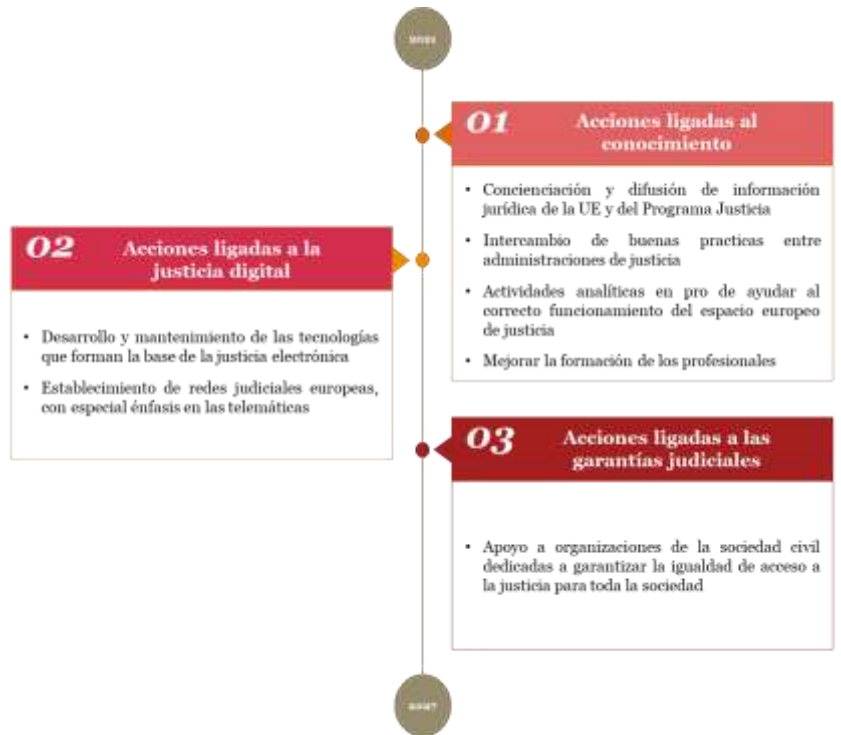 01
Acciones ligadas al
conocimiento
• Concienciación y difusión de información
jurídica de la UE y del Programa Justicia
• Intercambio de buenas practicas entre
administraciones de justicia
• Actividades analíticas en pro de ayudar al
correcto funcionamiento del espacio europeo
de justicia
• Mejorar la formación de los profesionales
02
Acciones ligadas a la
justicia digital
• Desarrollo y mantenimiento de las tecnologías
que forman la base de la justicia electrónica
• Establecimiento de redes judiciales europeas,
con especial énfasis en las telemáticas
03
Acciones ligadas a las
garantías judiciales
• Apoyo a organizaciones de la sociedad civil
dedicadas a garantizar la igualdad de acceso a
la justicia para toda la sociedad